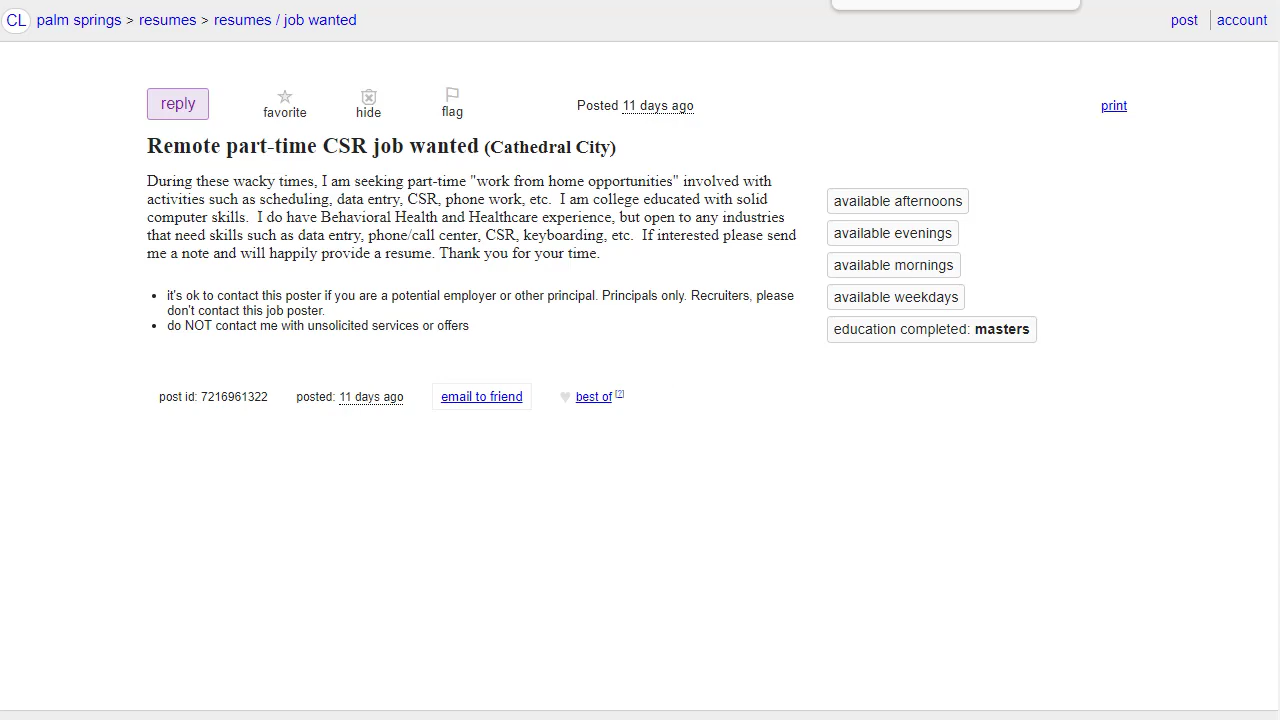 CL palm springs > resumes > resumes / job wanted post account
reply favorite hide flag Posted 11 days ago print
Remote part-time CSR job wanted (Cathedral City)
During these wacky times, I am seeking part-time "work from home opportunities" involved with
activities such as scheduling, data entry, CSR, phone work, etc.  I am college educated with solid
computer skills.  I do have Behavioral Health and Healthcare experience, but open to any industries
that need skills such as data entry, phone/call center, CSR, keyboarding, etc.  If interested please send
me a note and will happily provide a resume. Thank you for your time.
• it's ok to contact this poster if you are a potential employer or other principal. Principals only. Recruiters, please
don't contact this job poster.
• do NOT contact me with unsolicited services or offers
available afternoons
available evenings
available mornings
available weekdays
education completed: masters
post id: 7216961322 posted: 11 days ago email to friend ♥ best of [?]